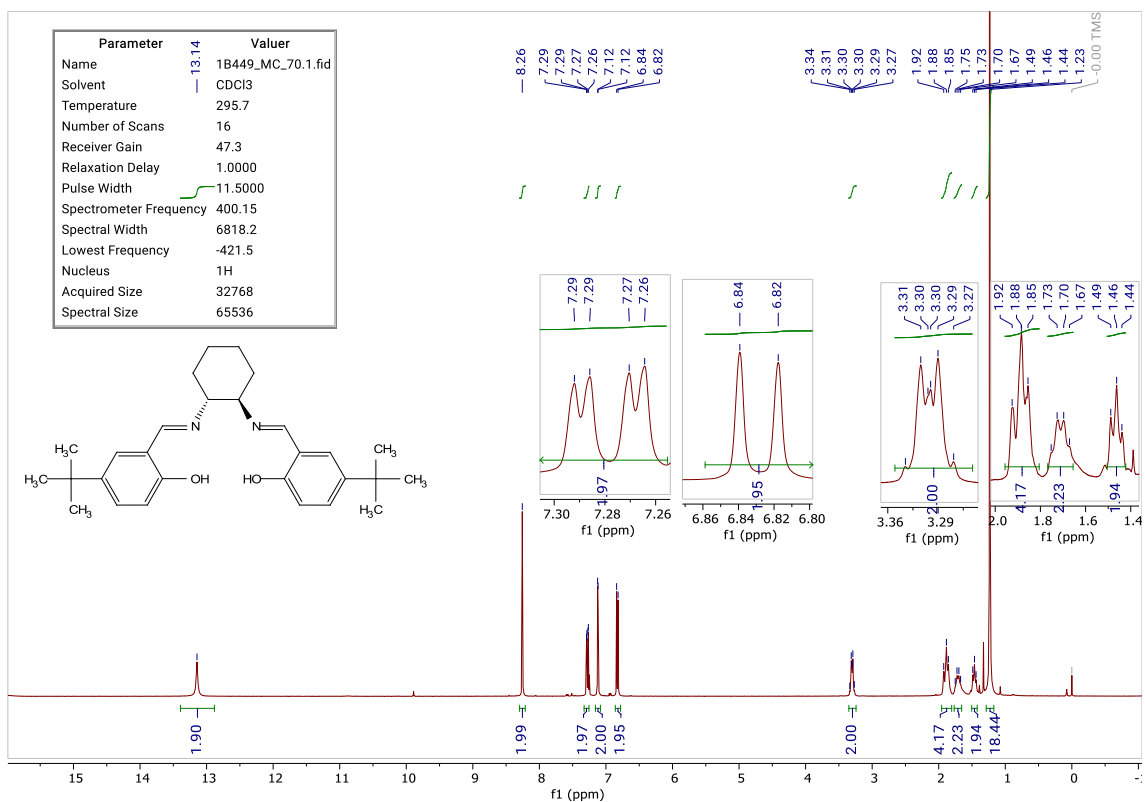 Parameter Valuer
Name 1B449_MC_70.1.fid
Solvent CDCl3
Temperature 295.7
Number of Scans 16
Receiver Gain 47.3
Relaxation Delay 1.0000
Pulse Width 11.5000
Spectrometer Frequency 400.15
Spectral Width 6818.2
Lowest Frequency -421.5
Nucleus 1H
Acquired Size 32768
Spectral Size 65536
13.14
8.26
7.29
7.29
7.27
7.26
7.12
7.12
6.84
6.82
3.34
3.31
3.30
3.30
3.29
3.27
1.92
1.88
1.85
1.75
1.73
1.70
1.67
1.49
1.46
1.44
1.23
-0.00 TMS
7.29
7.29
7.27
7.26
1.97
7.30 7.28 7.26
f1 (ppm)
6.84
6.82
1.95
6.86 6.84 6.82 6.80
f1 (ppm)
3.31
3.30
3.30
3.29
3.27
2.00
3.36 3.29
f1 (ppm)
1.92
1.88
1.85
1.73
1.70
1.67
1.49
1.46
1.44
4.17
2.23
1.94
2.0 1.8 1.6 1.4
f1 (ppm)
N N
H3C CH3
H3C OH HO CH3
CH3 H3C
1.90
1.99
1.97
2.00
1.95
2.00
4.17
2.23
1.94
18.44
15 14 13 12 11 10 9 8 7 6 5 4 3 2 1 0 -1
f1 (ppm)